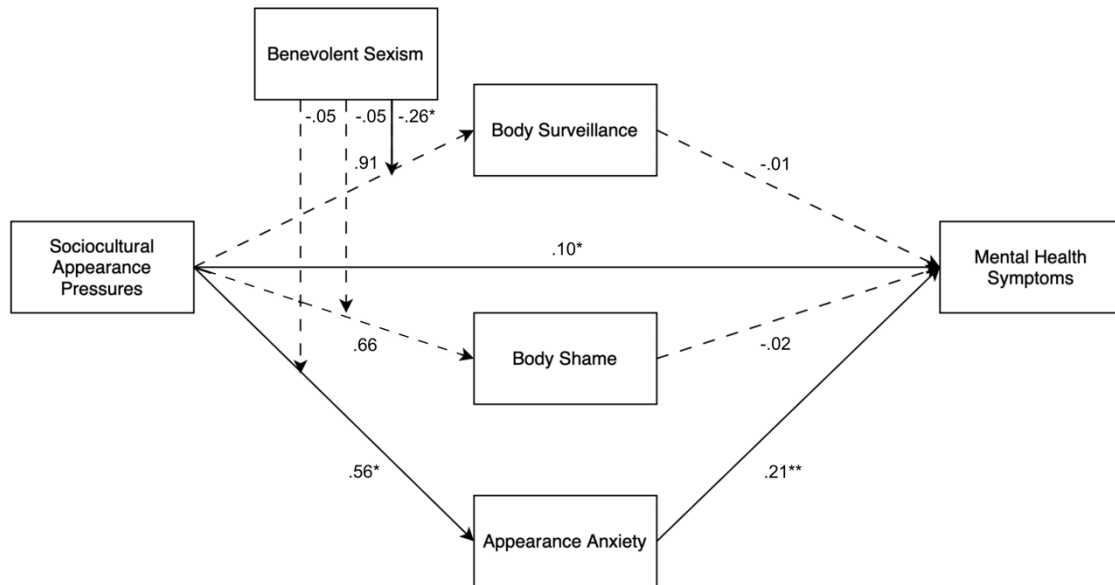 Benevolent Sexism
-.05
-.05
-.26*
Body Surveillance
.91
-.01
Sociocultural
Appearance
Pressures
.10*
Mental Health
Symptoms
.66
Body Shame
-.02
.56*
.21**
Appearance Anxiety